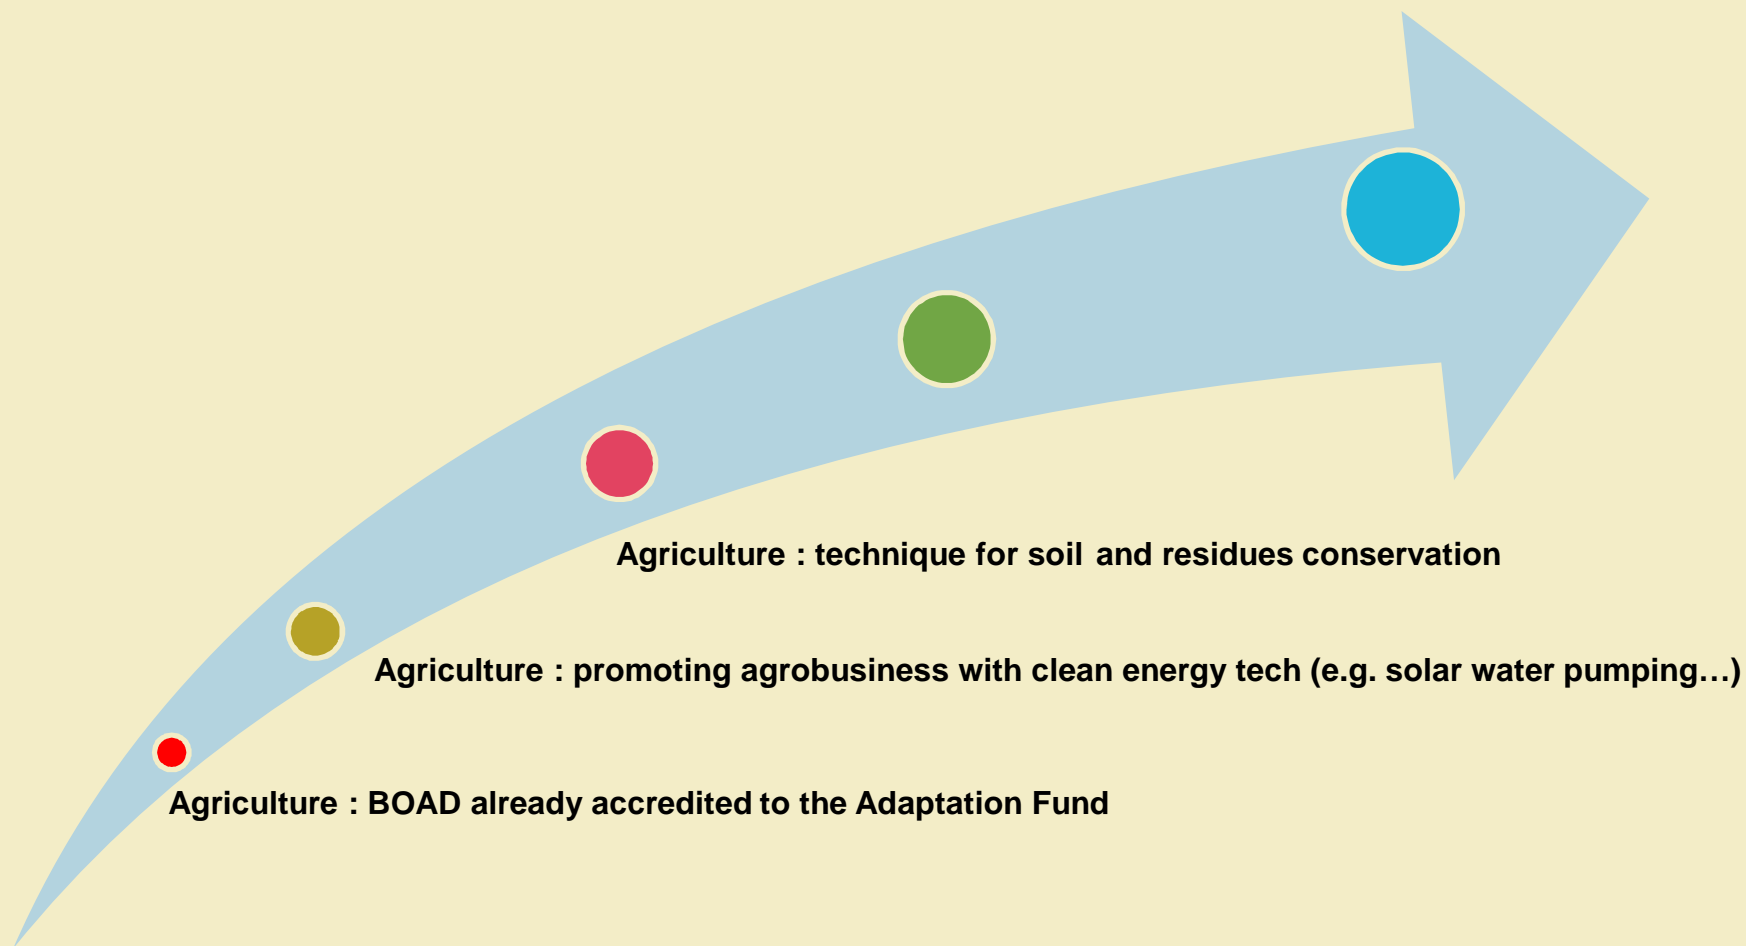 Agriculture : technique for soil and residues conservation
Agriculture : promoting agrobusiness with clean energy tech (e.g. solar water pumping…)
Agriculture : BOAD already accredited to the Adaptation Fund